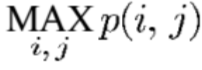 MAX p(i, j)
i, j